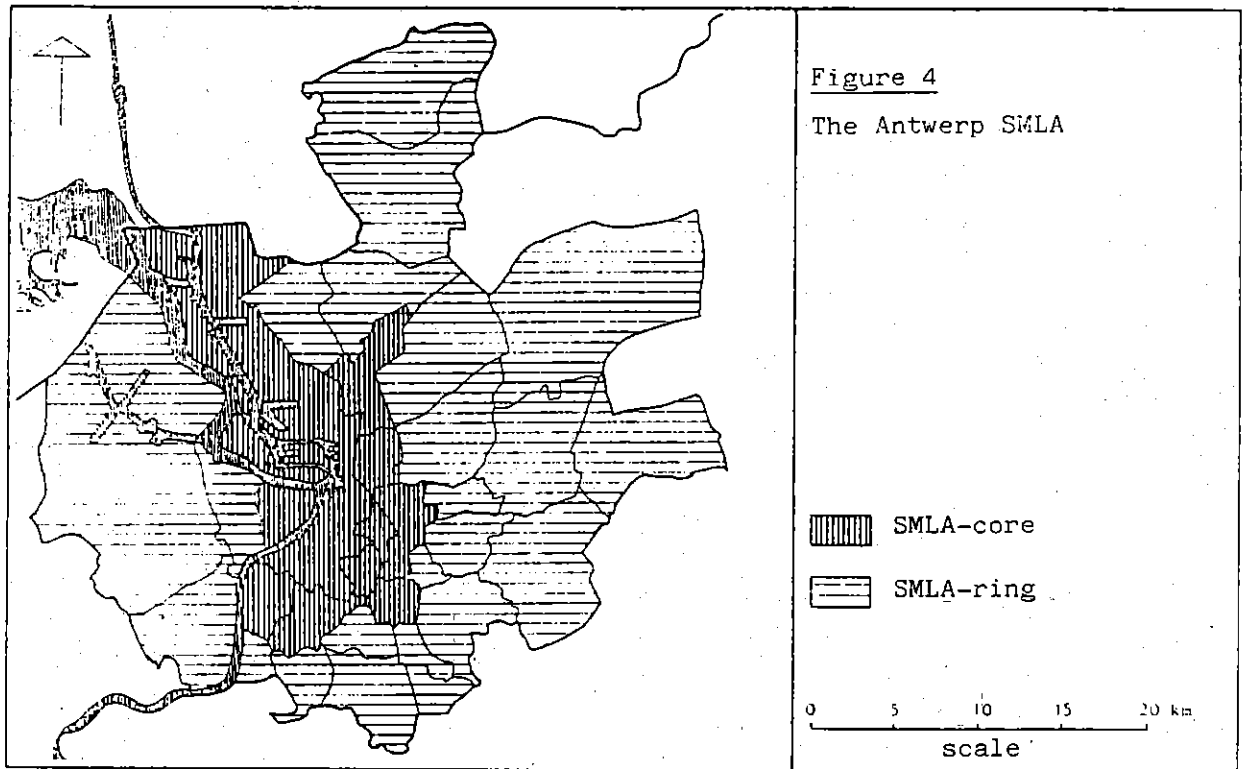 Figure 4
The Antwerp SMLA
SMLA-core
SMLA-ring
0 5 10 15 20 km
scale